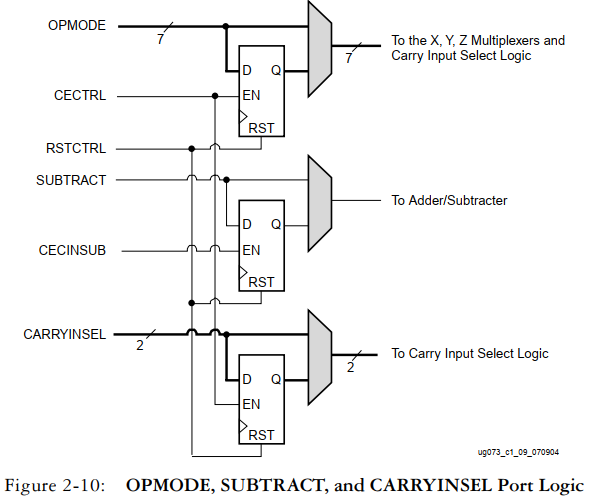 OPMODE
7
D Q
EN
RST
7
To the X, Y, Z Multiplexers and
Carry Input Select Logic
CECTRL
RSTCTRL
SUBTRACT
D Q
EN
RST
To Adder/Subtracter
CECINSUB
CARRYINSEL
2
D Q
EN
RST
2
To Carry Input Select Logic
ug073_c1_09_070904
Figure 2-10: OPMODE, SUBTRACT, and CARRYINSEL Port Logic